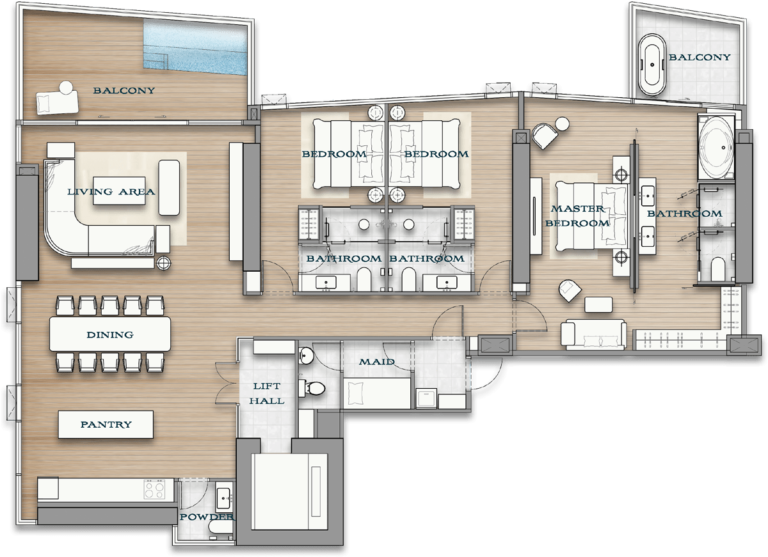 BALCONY
BALCONY
LIVING AREA
BEDROOM
BEDROOM
MASTER
BEDROOM
BATHROOM
BATHROOM
BATHROOM
DINING
MAID
LIFT
HALL
PANTRY
POWDER